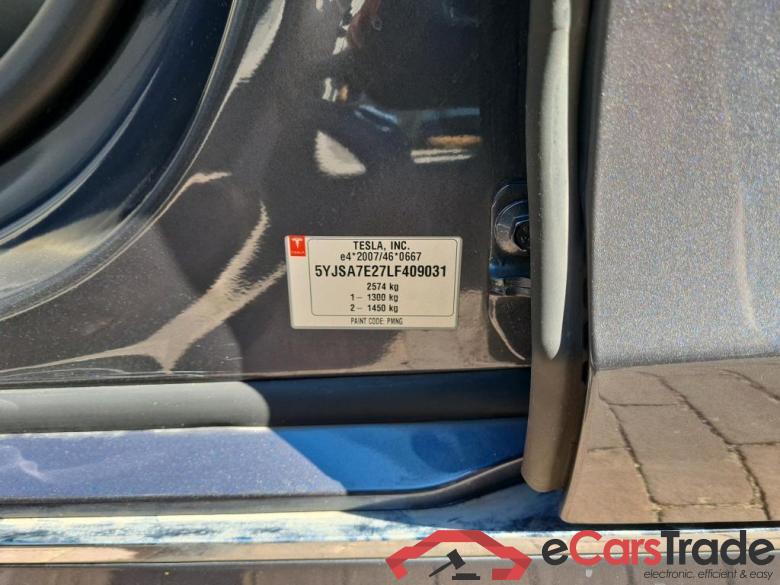 TESLA
TESLA, INC.
e4*2007/46*0667
5YJSA7E27LF409031
2574 kg
1– 1300 kg
2– 1450 kg
PAINT CODE: PMNG
eCarsTrade
electronic. efficient & easy